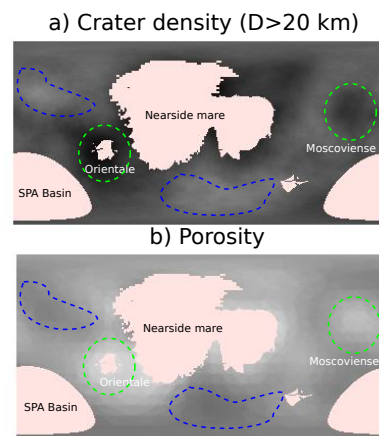 a) Crater density (D>20 km)
Nearside mare
Moscoviense
Orientale
SPA Basin
b) Porosity
Nearside mare
Moscoviense
Orientale
SPA Basin